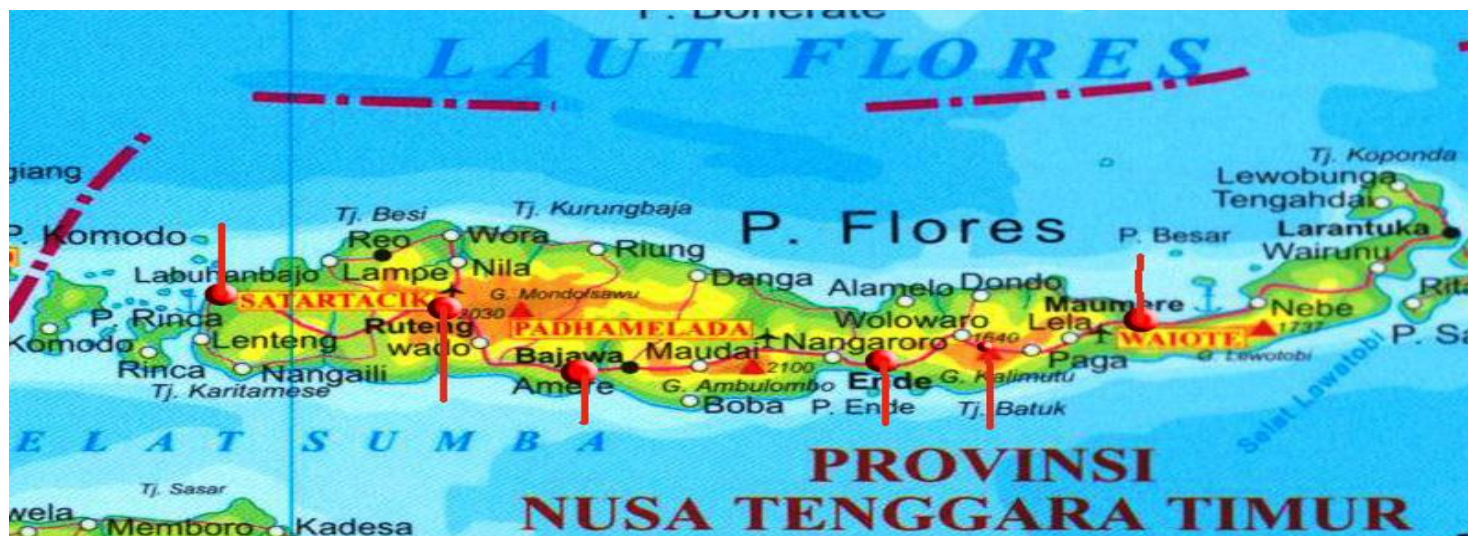 P. Bonerate
LAUT FLORES
giang
Tj. Koponda
Lewobunga
Tengahdai
Tj. Besi
Tj. Kurungbaja
P. Flores
P. Komodo
Reo
Wora
Riung
P. Besar
Larantuka
Wairunu
Labuhanbajo
Lampe
Nila
Danga
Alamelo
Dondo
Maumere
Nebe
Rita
SATARTACIK
G. Mondolsawu
P. Rinca
Ruteng
2030
PADHAMELADA
Wolowaro
1640
Lela
WAIOTE
1737
P. Sa
Komodo
Lenteng
wado
Bajawa
Maudai
Nangaroro
Paga
G. Lewotobi
Rinca
Nangaili
Amere
2100
Ende
G. Kalimutu
Tj. Karitamese
G. Ambulombo
Boba
P. Ende
Tj. Batuk
Selat Lawatobi
ELAT SUMBA
PROVINSI
NUSA TENGGARA TIMUR
Tj. Sasar
wela
Memboro
Kadesa